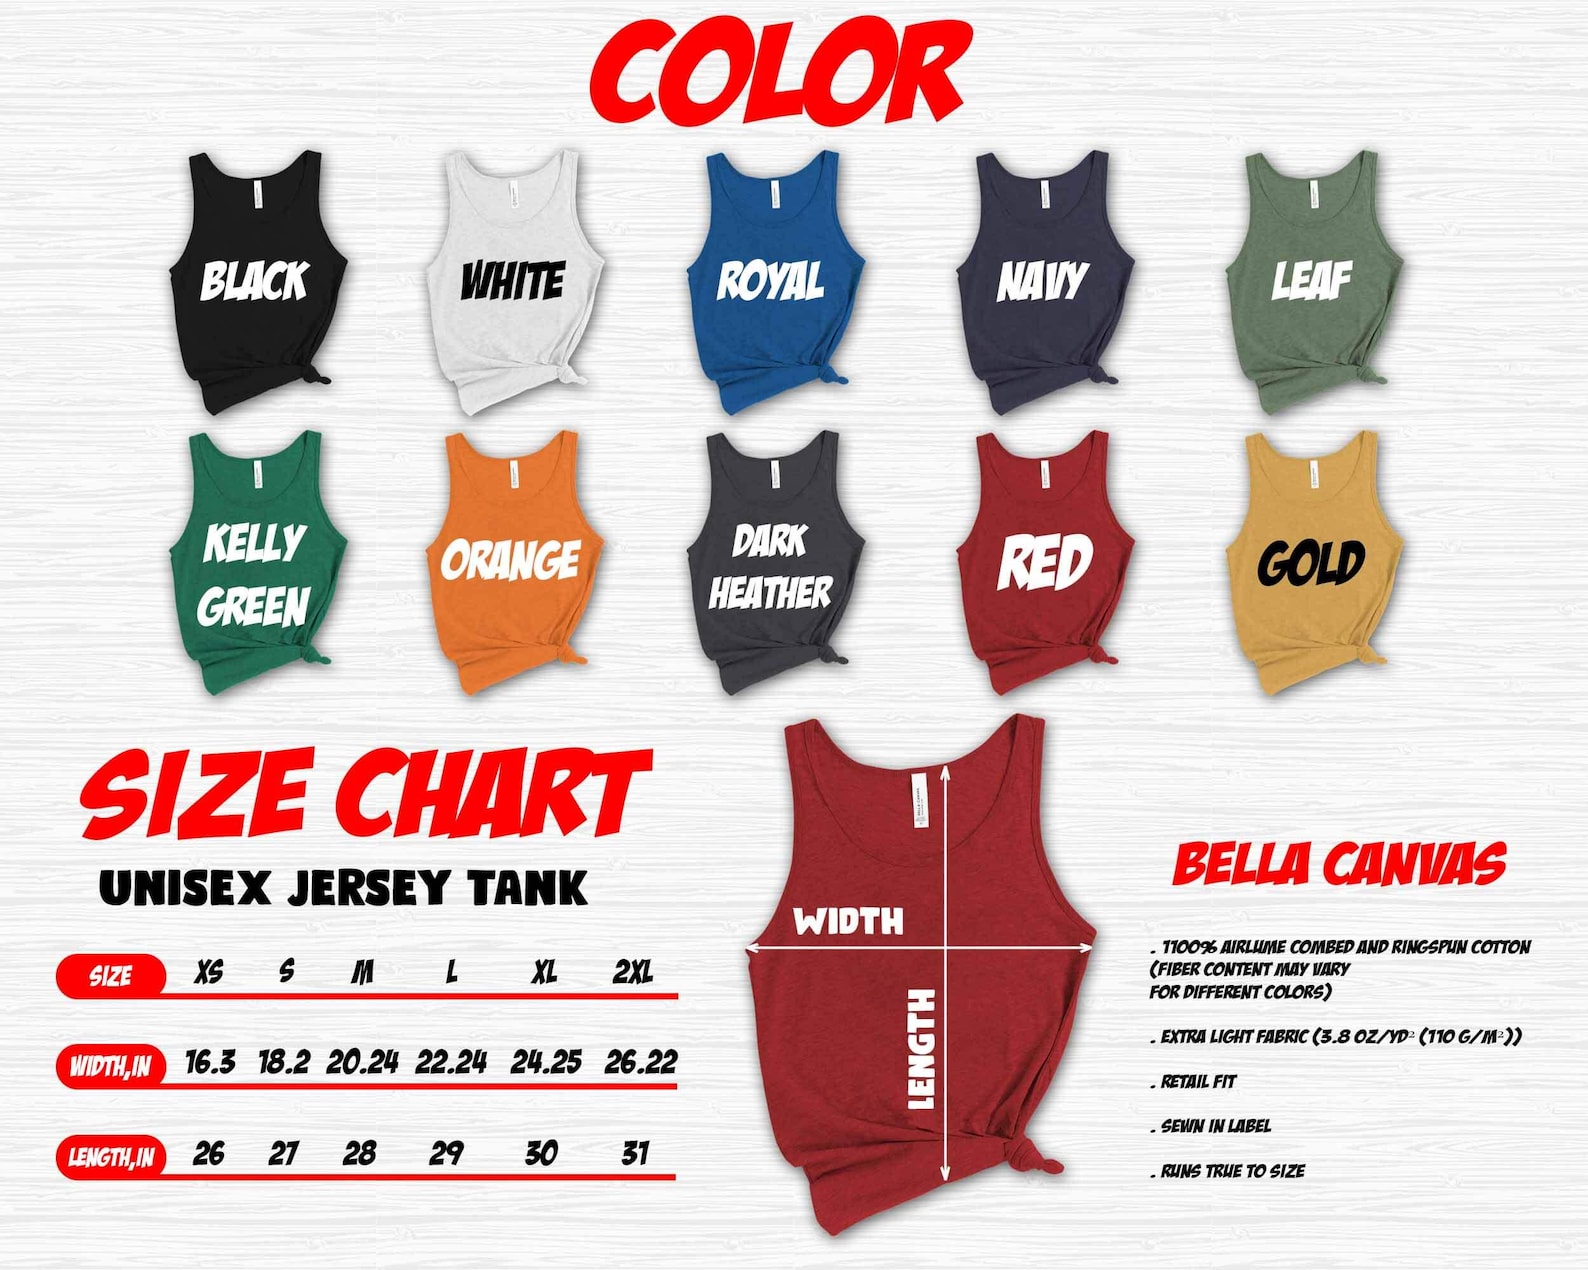 COLOR
BLACK
WHITE
ROYAL
NAVY
LEAF
KELLY
GREEN
ORANGE
DARK
HEATHER
RED
GOLD
SIZE CHART
UNISEX JERSEY TANK
SIZE XS S M L XL 2XL
WIDTH,IN 16.3 18.2 20.24 22.24 24.25 26.22
LENGTH,IN 26 27 28 29 30 31
WIDTH
LENGTH
BELLA+CANVAS
BELLA CANVAS
. 1100% AIRLUME COMBED AND RINGSPUN COTTON
(FIBER CONTENT MAY VARY
FOR DIFFERENT COLORS)
. EXTRA LIGHT FABRIC (3.8 OZ/YD² (110 G/M²))
. RETAIL FIT
. SEWN IN LABEL
. RUNS TRUE TO SIZE